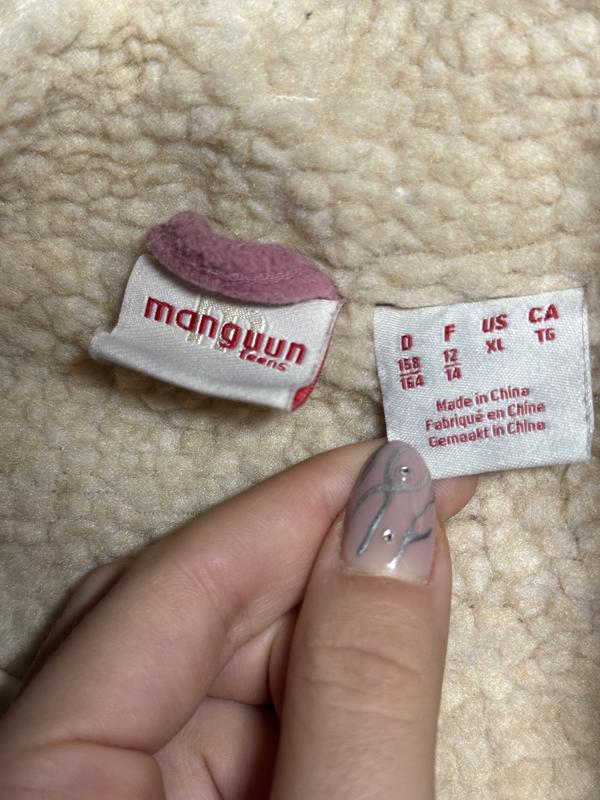 manguun
teens
D F US CA
158/164 12/14 XL TG
Made in China
Fabriqué en Chine
Gemaakt in China